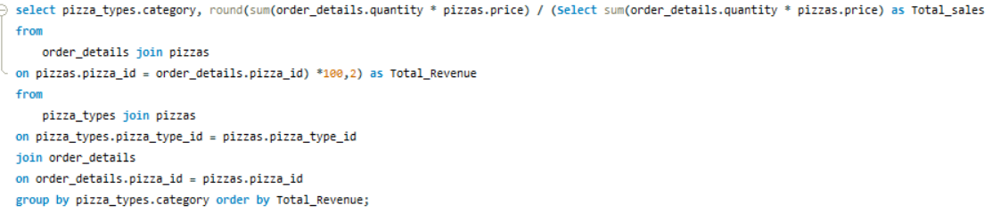 select pizza_types.category, round(sum(order_details.quantity * pizzas.price) / (Select sum(order_details.quantity * pizzas.price) as Total_sales
from
order_details join pizzas
on pizzas.pizza_id = order_details.pizza_id) *100,2) as Total_Revenue
from
pizza_types join pizzas
on pizza_types.pizza_type_id = pizzas.pizza_type_id
join order_details
on order_details.pizza_id = pizzas.pizza_id
group by pizza_types.category order by Total_Revenue;